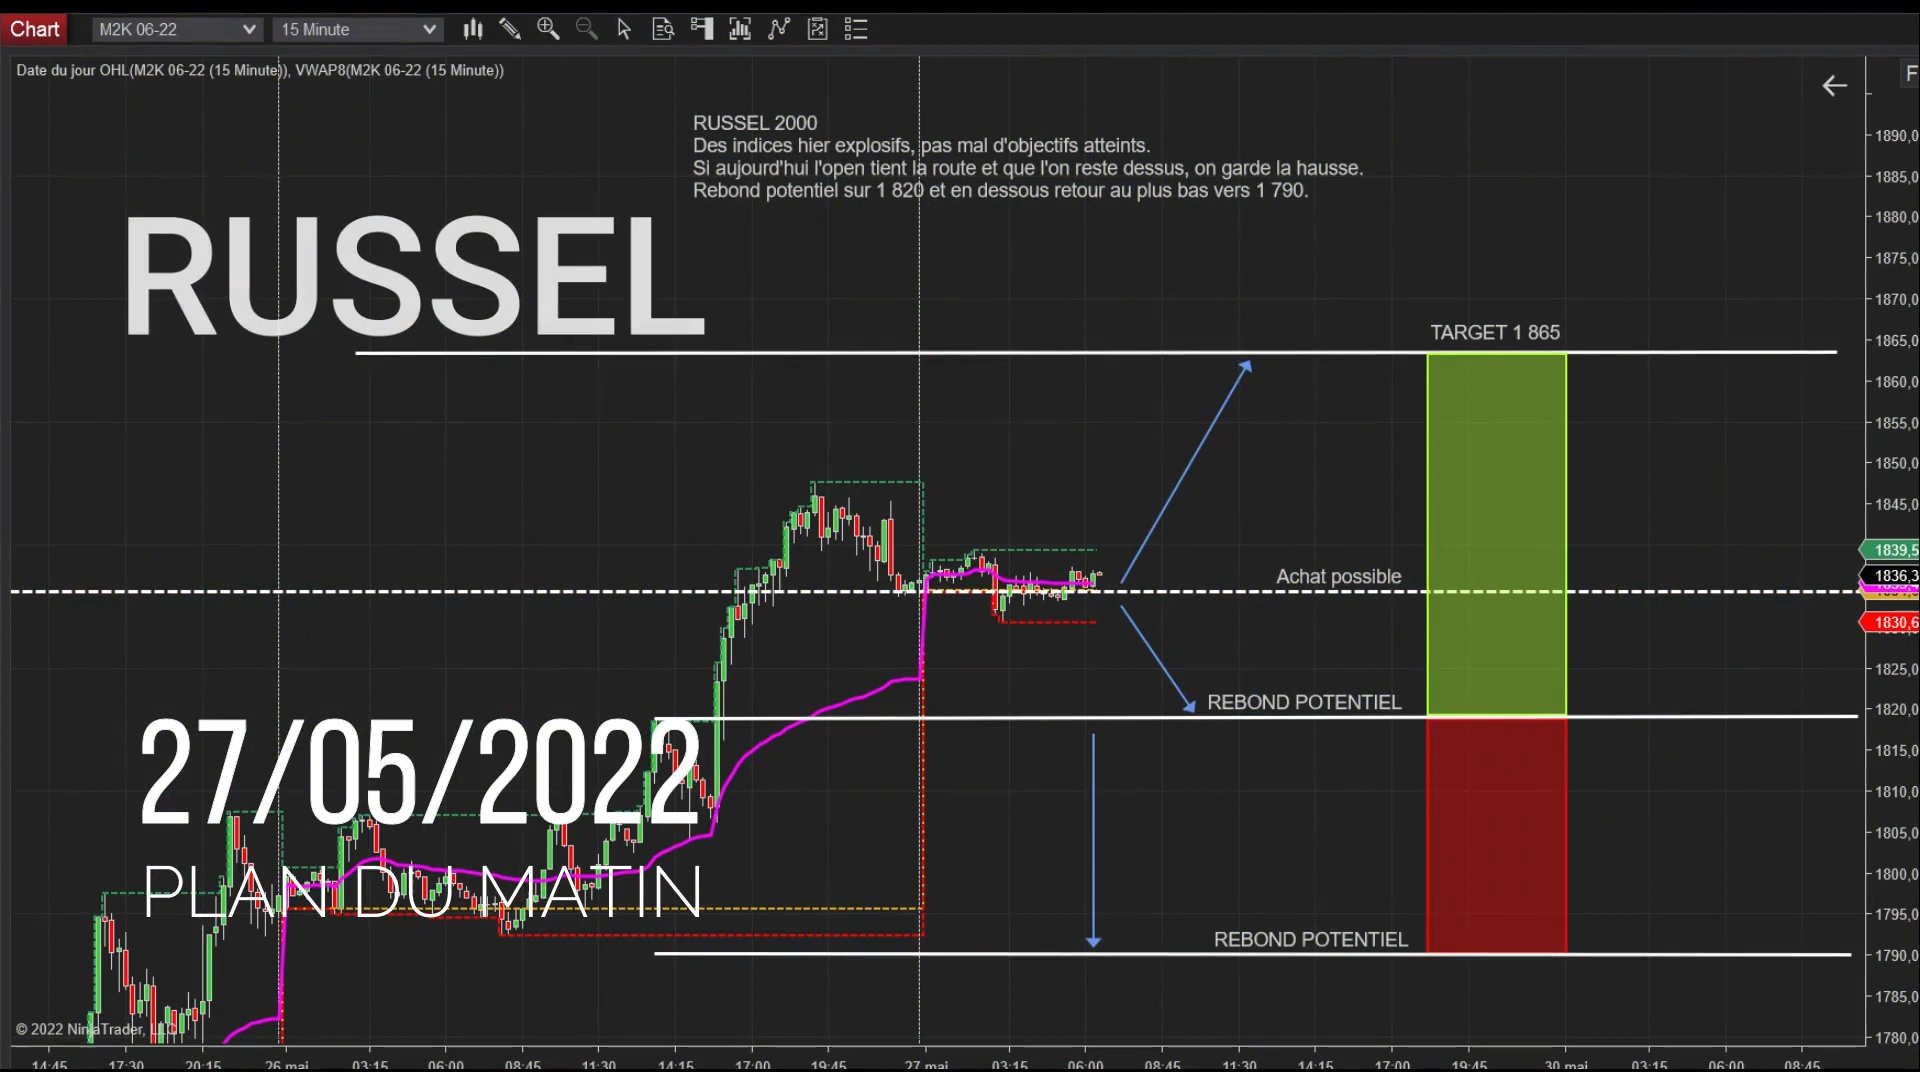 Chart
M2K 06-22
15 Minute
Date du jour OHL(M2K 06-22 (15 Minute)), VWAP8(M2K 06-22 (15 Minute))
F
RUSSEL 2000
Des indices hier explosifs, pas mal d'objectifs atteints.
Si aujourd'hui l'open tient la route et que l'on reste dessus, on garde la hausse.
Rebond potentiel sur 1 820 et en dessous retour au plus bas vers 1 790.
RUSSEL
TARGET 1 865
Achat possible
REBOND POTENTIEL
27/05/2022
PLAN DU MATIN
REBOND POTENTIEL
© 2022 NinjaTrader, LLC
1890,0
1885,0
1880,0
1875,0
1870,0
1865,0
1860,0
1855,0
1850,0
1845,0
1839,5
1836,3
1830,6
1825,0
1820,0
1815,0
1810,0
1805,0
1800,0
1795,0
1790,0
1785,0
1780,0
14:45 17:30 20:15 26 mai 03:15 06:00 08:45 11:30 14:15 17:00 19:45 27 mai 03:15 06:00 08:45 11:30 14:15 17:00 19:45 30 mai 03:15 06:00 08:45